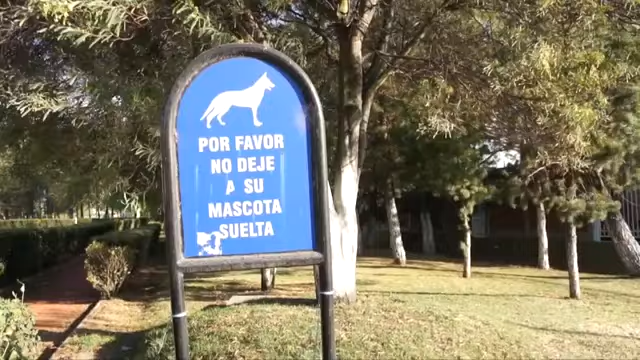 POR FAVOR
NO DEJE
A SU
MASCOTA
SUELTA